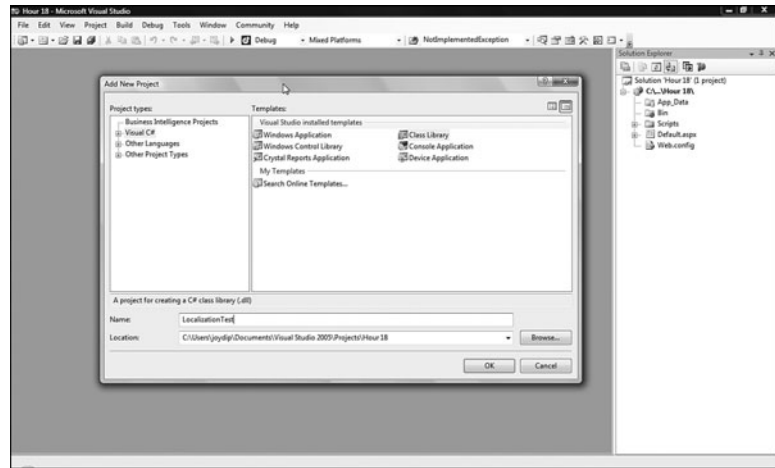 Hour 18 - Microsoft Visual Studio
File Edit View Project Build Debug Tools Window Community Help
Debug Mixed Platforms NotImplementedException
Solution Explorer
Solution 'Hour 18' (1 project)
C:\...\Hour 18\
App_Data
Bin
Scripts
Default.aspx
Web.config
Add New Project
Project types:
Business Intelligence Projects
Visual C#
Other Languages
Other Project Types
Templates:
Visual Studio installed templates
Windows Application
Class Library
Windows Control Library
Console Application
Crystal Reports Application
Device Application
My Templates
Search Online Templates...
A project for creating a C# class library (.dll)
Name: LocalizationTest
Location: C:\Users\joydip\Documents\Visual Studio 2005\Projects\Hour 18
Browse...
OK Cancel